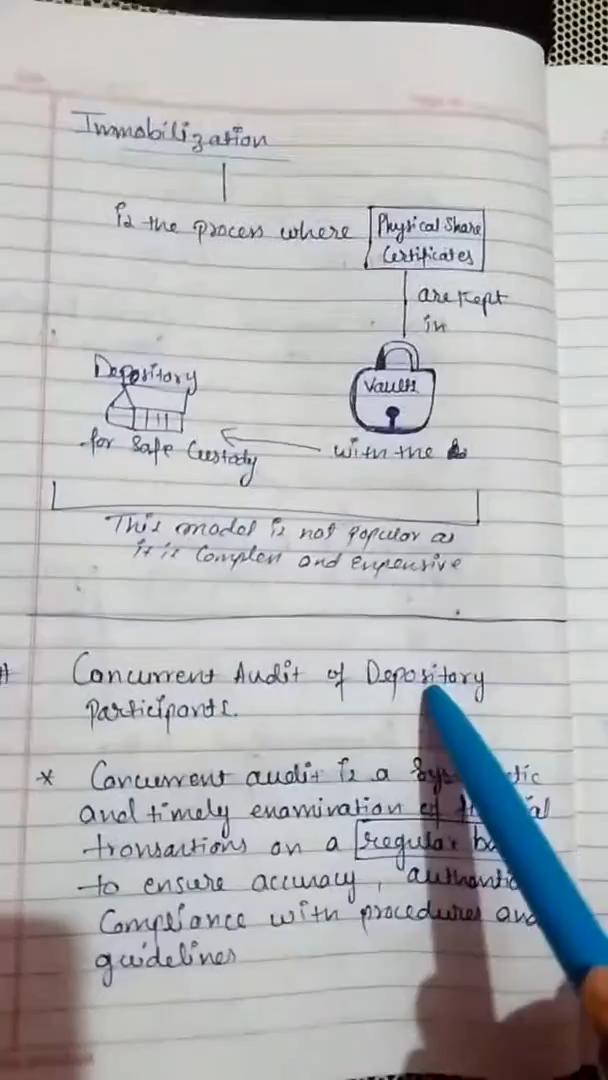 Immobilization
is the process where Physical Share
Certificates
are kept
in
Vaults
with the
Depository
for Safe Custody
This model is not popular as
it is Complex and expensive
# Concurrent Audit of Depository
Participants.
* Concurrent audit is a
and timely examination of
transactions on a regular
to ensure accuracy,
Compliance with procedures and
guidelines